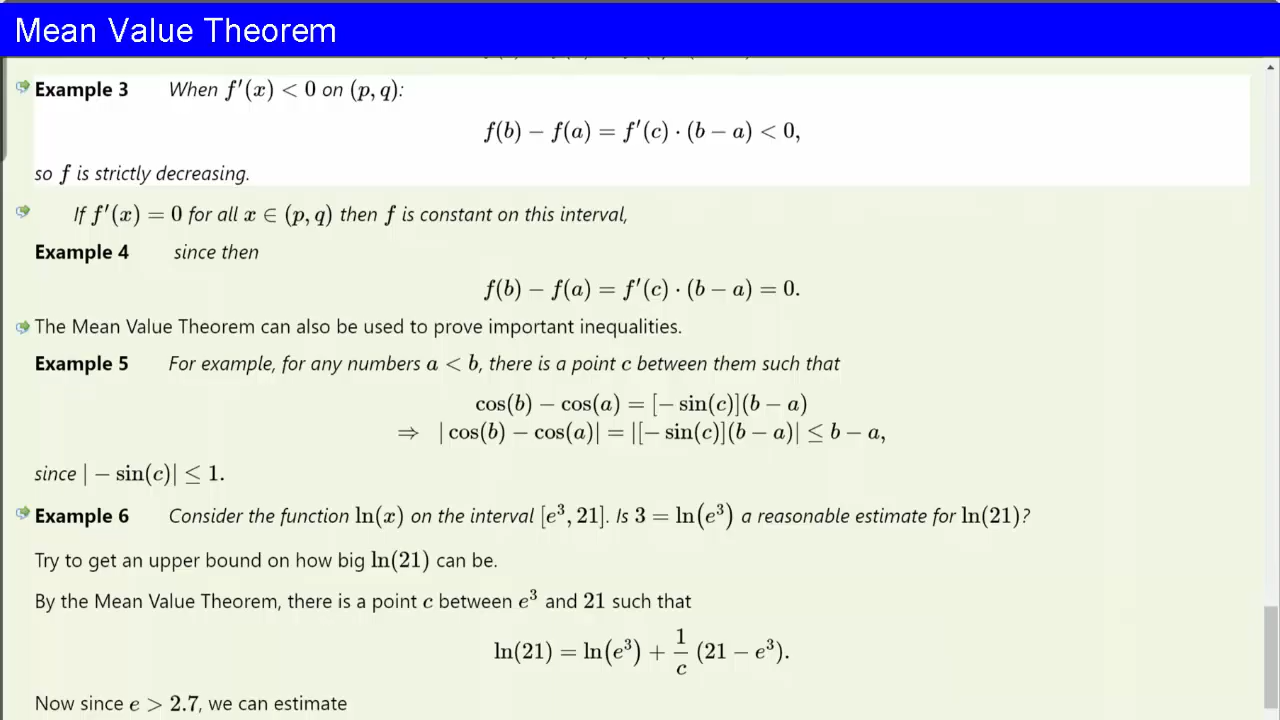 Mean Value Theorem
Example 3 When f′(x) < 0 on (p, q):
f(b) − f(a) = f′(c) · (b − a) < 0,
so f is strictly decreasing.
If f′(x) = 0 for all x ∈ (p, q) then f is constant on this interval,
Example 4 since then
f(b) − f(a) = f′(c) · (b − a) = 0.
The Mean Value Theorem can also be used to prove important inequalities.
Example 5 For example, for any numbers a < b, there is a point c between them such that
cos(b) − cos(a) = [− sin(c)](b − a)
⇒ | cos(b) − cos(a)| = |[− sin(c)](b − a)| ≤ b − a,
since | − sin(c)| ≤ 1.
Example 6 Consider the function ln(x) on the interval [e³, 21]. Is 3 = ln(e³) a reasonable estimate for ln(21)?
Try to get an upper bound on how big ln(21) can be.
By the Mean Value Theorem, there is a point c between e³ and 21 such that
ln(21) = ln(e³) + 1/c (21 − e³).
Now since e > 2.7, we can estimate